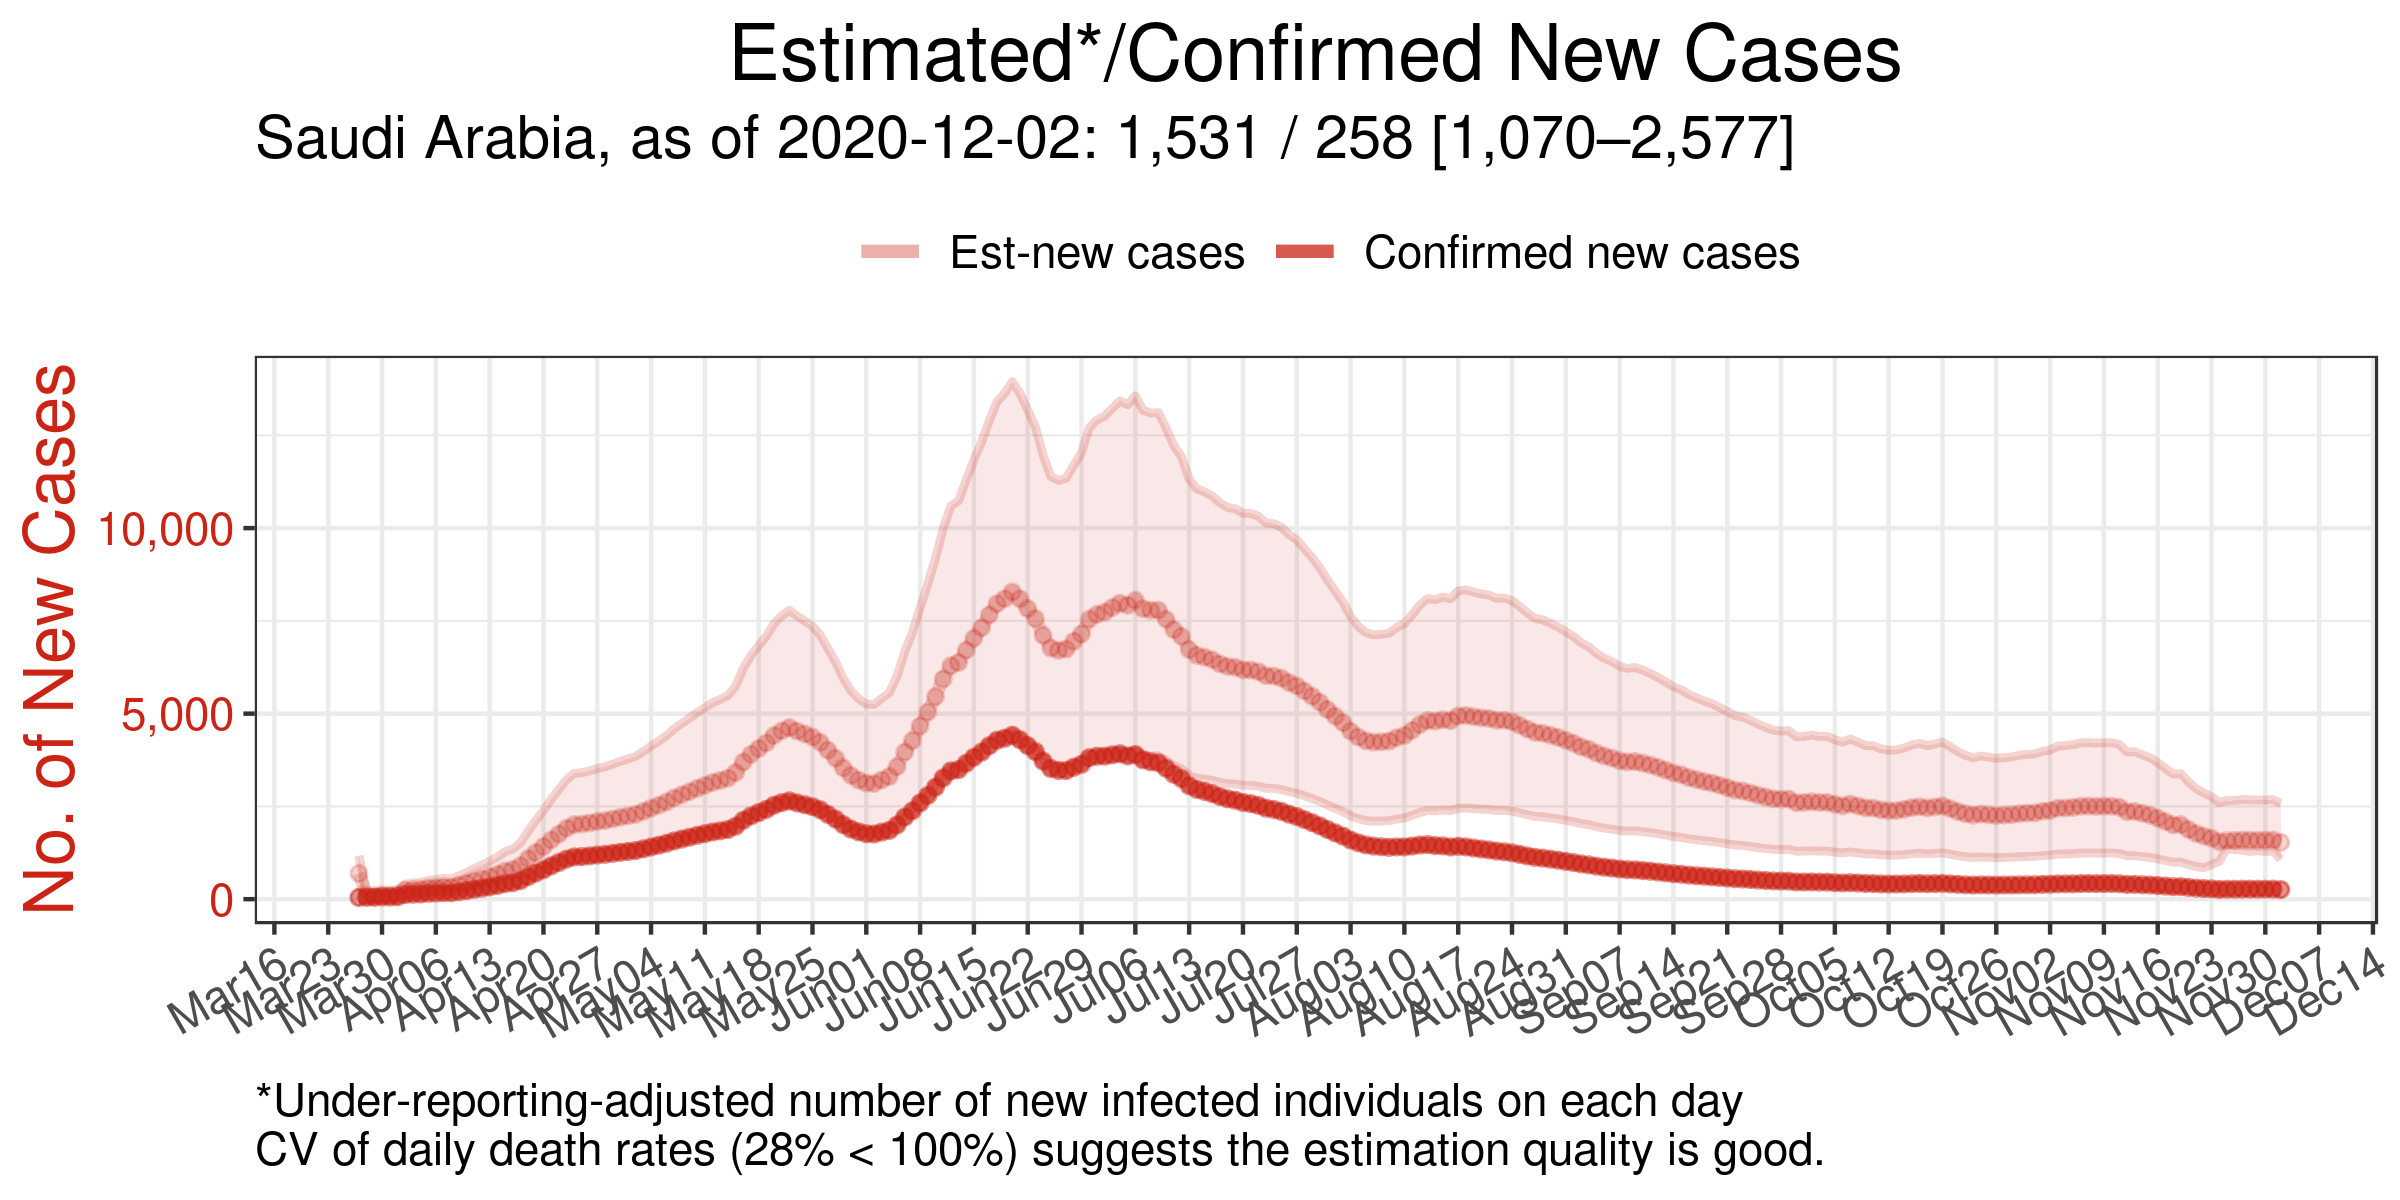 Estimated*/Confirmed New Cases
Saudi Arabia, as of 2020-12-02: 1,531 / 258 [1,070–2,577]
Est-new cases Confirmed new cases
No. of New Cases
10,000
5,000
0
Mar16 Mar23 Mar30 Apr06 Apr13 Apr20 Apr27 May04 May11 May18 May25 Jun01 Jun08 Jun15 Jun22 Jun29 Jul06 Jul13 Jul20 Jul27 Aug03 Aug10 Aug17 Aug24 Aug31 Sep07 Sep14 Sep21 Sep28 Oct05 Oct12 Oct19 Oct26 Nov02 Nov09 Nov16 Nov23 Nov30 Dec07 Dec14
*Under-reporting-adjusted number of new infected individuals on each day
CV of daily death rates (28% < 100%) suggests the estimation quality is good.